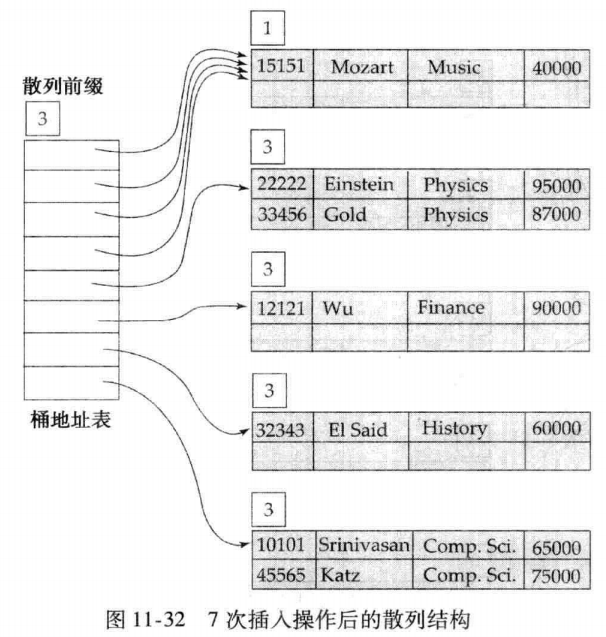 1
15151 Mozart Music 40000
散列前缀
3
3
22222 Einstein Physics 95000
33456 Gold Physics 87000
3
12121 Wu Finance 90000
桶地址表
3
32343 El Said History 60000
3
10101 Srinivasan Comp. Sci. 65000
45565 Katz Comp. Sci. 75000
图 11-32 7 次插入操作后的散列结构